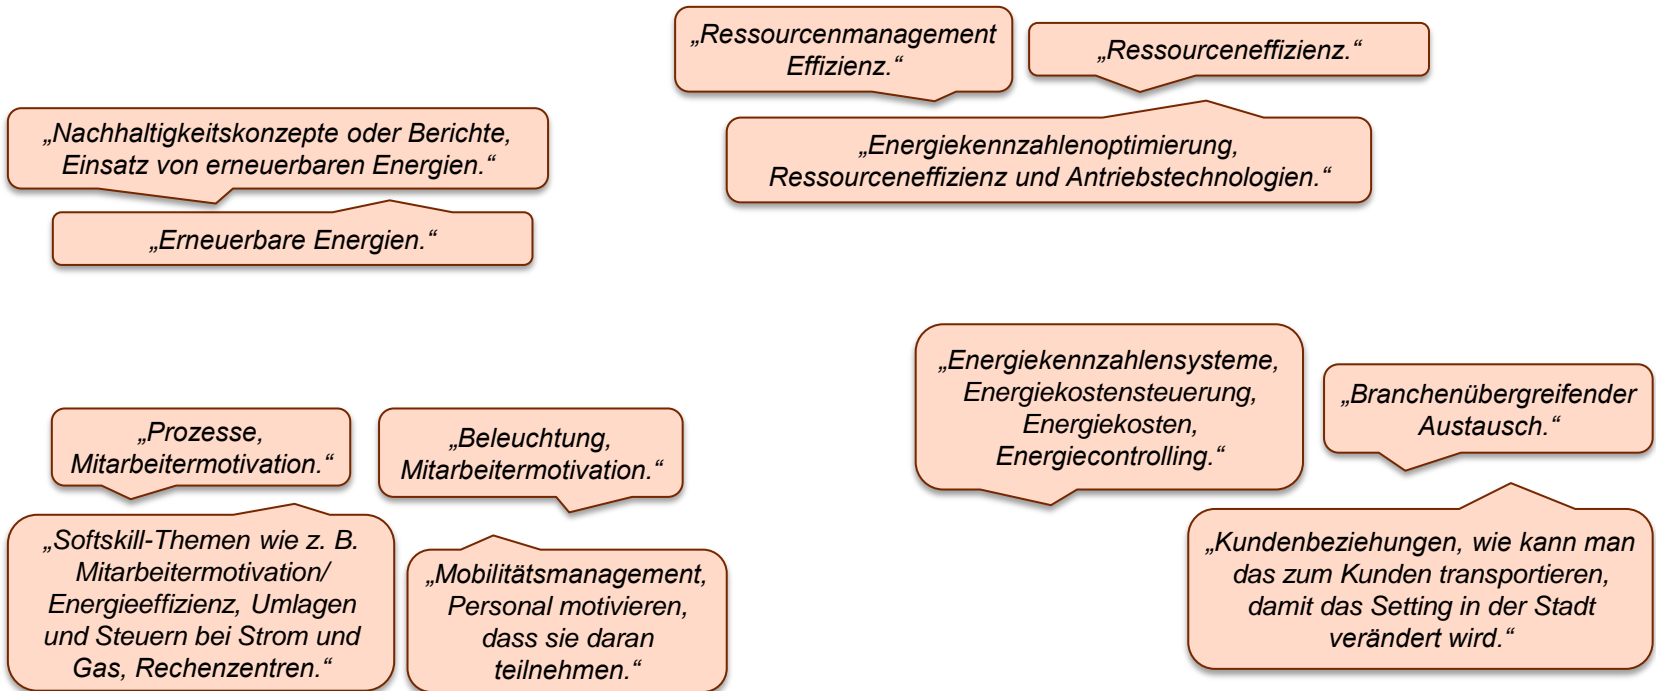 „Ressourcenmanagement
Effizienz.“
„Ressourceneffizienz.“
„Nachhaltigkeitskonzepte oder Berichte,
Einsatz von erneuerbaren Energien.“
„Energiekennzahlenoptimierung,
Ressourceneffizienz und Antriebstechnologien.“
„Erneuerbare Energien.“
„Energiekennzahlensysteme,
Energiekostensteuerung,
Energiekosten,
Energiecontrolling.“
„Branchenübergreifender
Austausch.“
„Prozesse,
Mitarbeitermotivation.“
„Beleuchtung,
Mitarbeitermotivation.“
„Softskill-Themen wie z. B.
Mitarbeitermotivation/
Energieeffizienz, Umlagen
und Steuern bei Strom und
Gas, Rechenzentren.“
„Mobilitätsmanagement,
Personal motivieren,
dass sie daran
teilnehmen.“
„Kundenbeziehungen, wie kann man
das zum Kunden transportieren,
damit das Setting in der Stadt
verändert wird.“